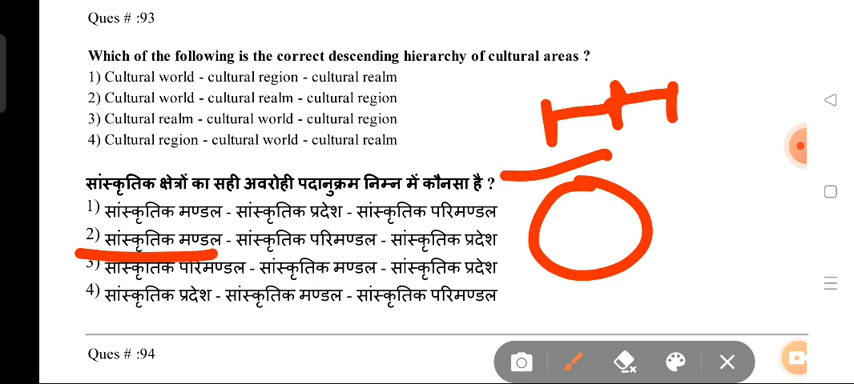 Ques # :93
Which of the following is the correct descending hierarchy of cultural areas ?
1) Cultural world - cultural region - cultural realm
2) Cultural world - cultural realm - cultural region
3) Cultural realm - cultural world - cultural region
4) Cultural region - cultural world - cultural realm
सांस्कृतिक क्षेत्रों का सही अवरोही पदानुक्रम निम्न में कौनसा है ?
1) सांस्कृतिक मण्डल - सांस्कृतिक प्रदेश - सांस्कृतिक परिमण्डल
2) सांस्कृतिक मण्डल - सांस्कृतिक परिमण्डल - सांस्कृतिक प्रदेश
3) सांस्कृतिक परिमण्डल - सांस्कृतिक मण्डल - सांस्कृतिक प्रदेश
4) सांस्कृतिक प्रदेश - सांस्कृतिक मण्डल - सांस्कृतिक परिमण्डल
Ques # :94